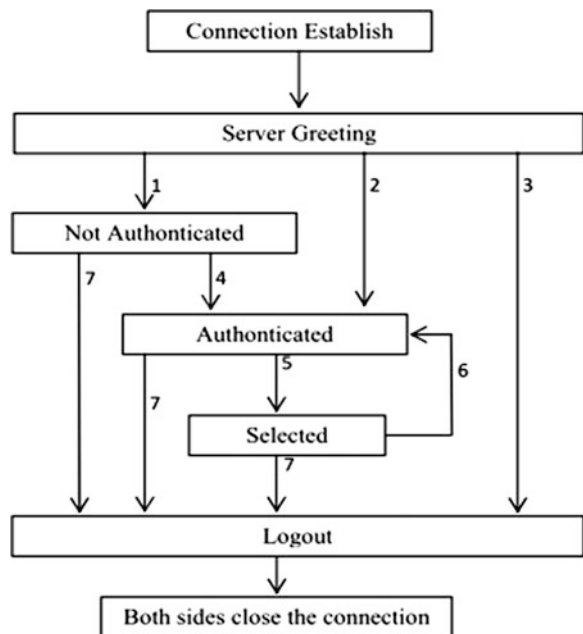 Connection Establish
Server Greeting
1
2
3
Not Authonticated
7
4
Authonticated
5
6
7
Selected
7
Logout
Both sides close the connection